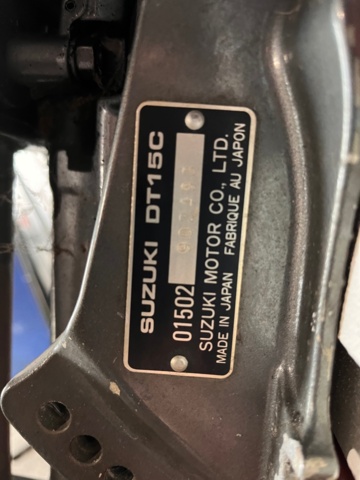 SUZUKI DT15C
01502
SUZUKI MOTOR CO., LTD.
MADE IN JAPAN FABRIQUE AU JAPON